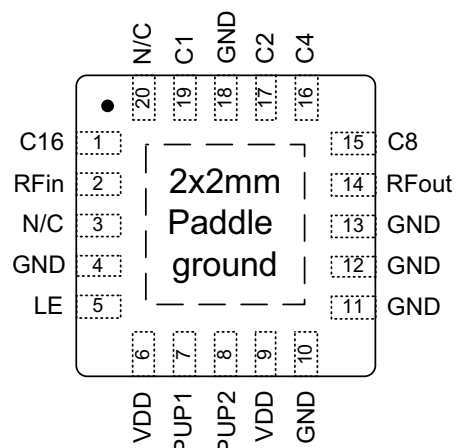 N/C
C1
GND
C2
C4
20
19
18
17
16
C16 1
RFin 2
N/C 3
GND 4
LE 5
2x2mm
Paddle
ground
15 C8
14 RFout
13 GND
12 GND
11 GND
6
7
8
9
10
VDD
PUP1
PUP2
VDD
GND